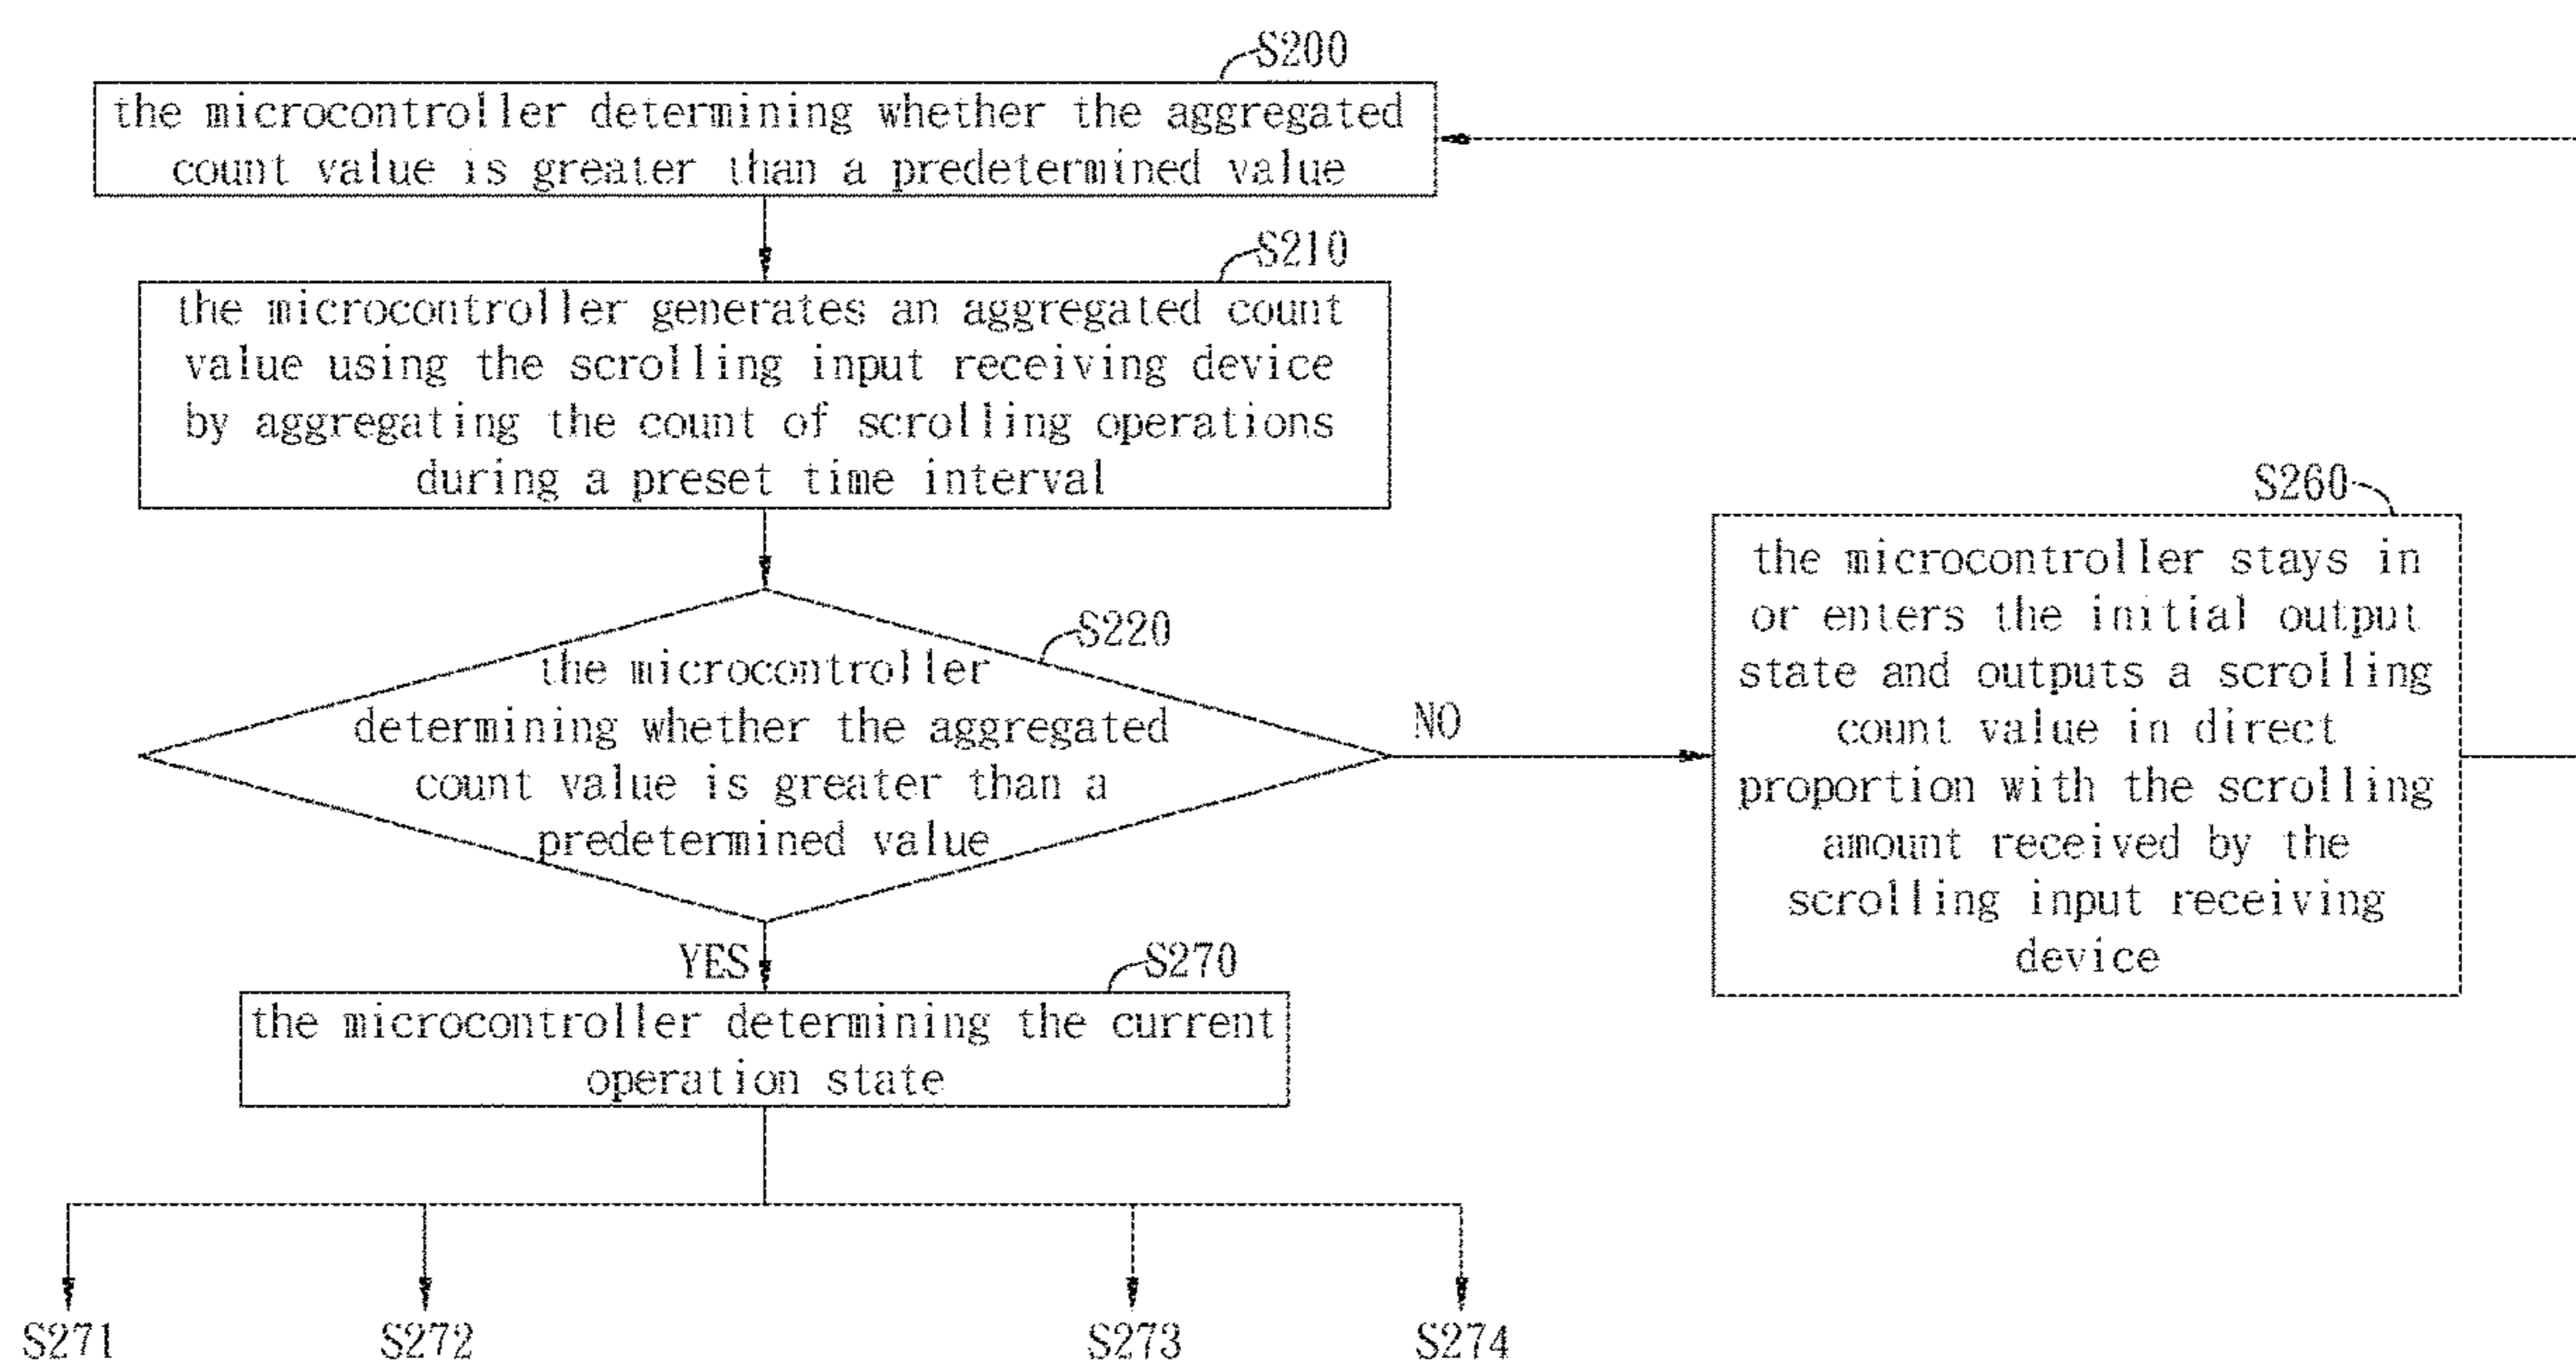 S200
the microcontroller determining whether the aggregated
count value is greater than a predetermined value
S210
the microcontroller generates an aggregated count
value using the scrolling input receiving device
by aggregating the count of scrolling operations
during a preset time interval
S220
the microcontroller
determining whether the aggregated
count value is greater than a
predetermined value
NO
S260
the microcontroller stays in
or enters the initial output
state and outputs a scrolling
count value in direct
proportion with the scrolling
amount received by the
scrolling input receiving
device
YES
S270
the microcontroller determining the current
operation state
S271
S272
S273
S274